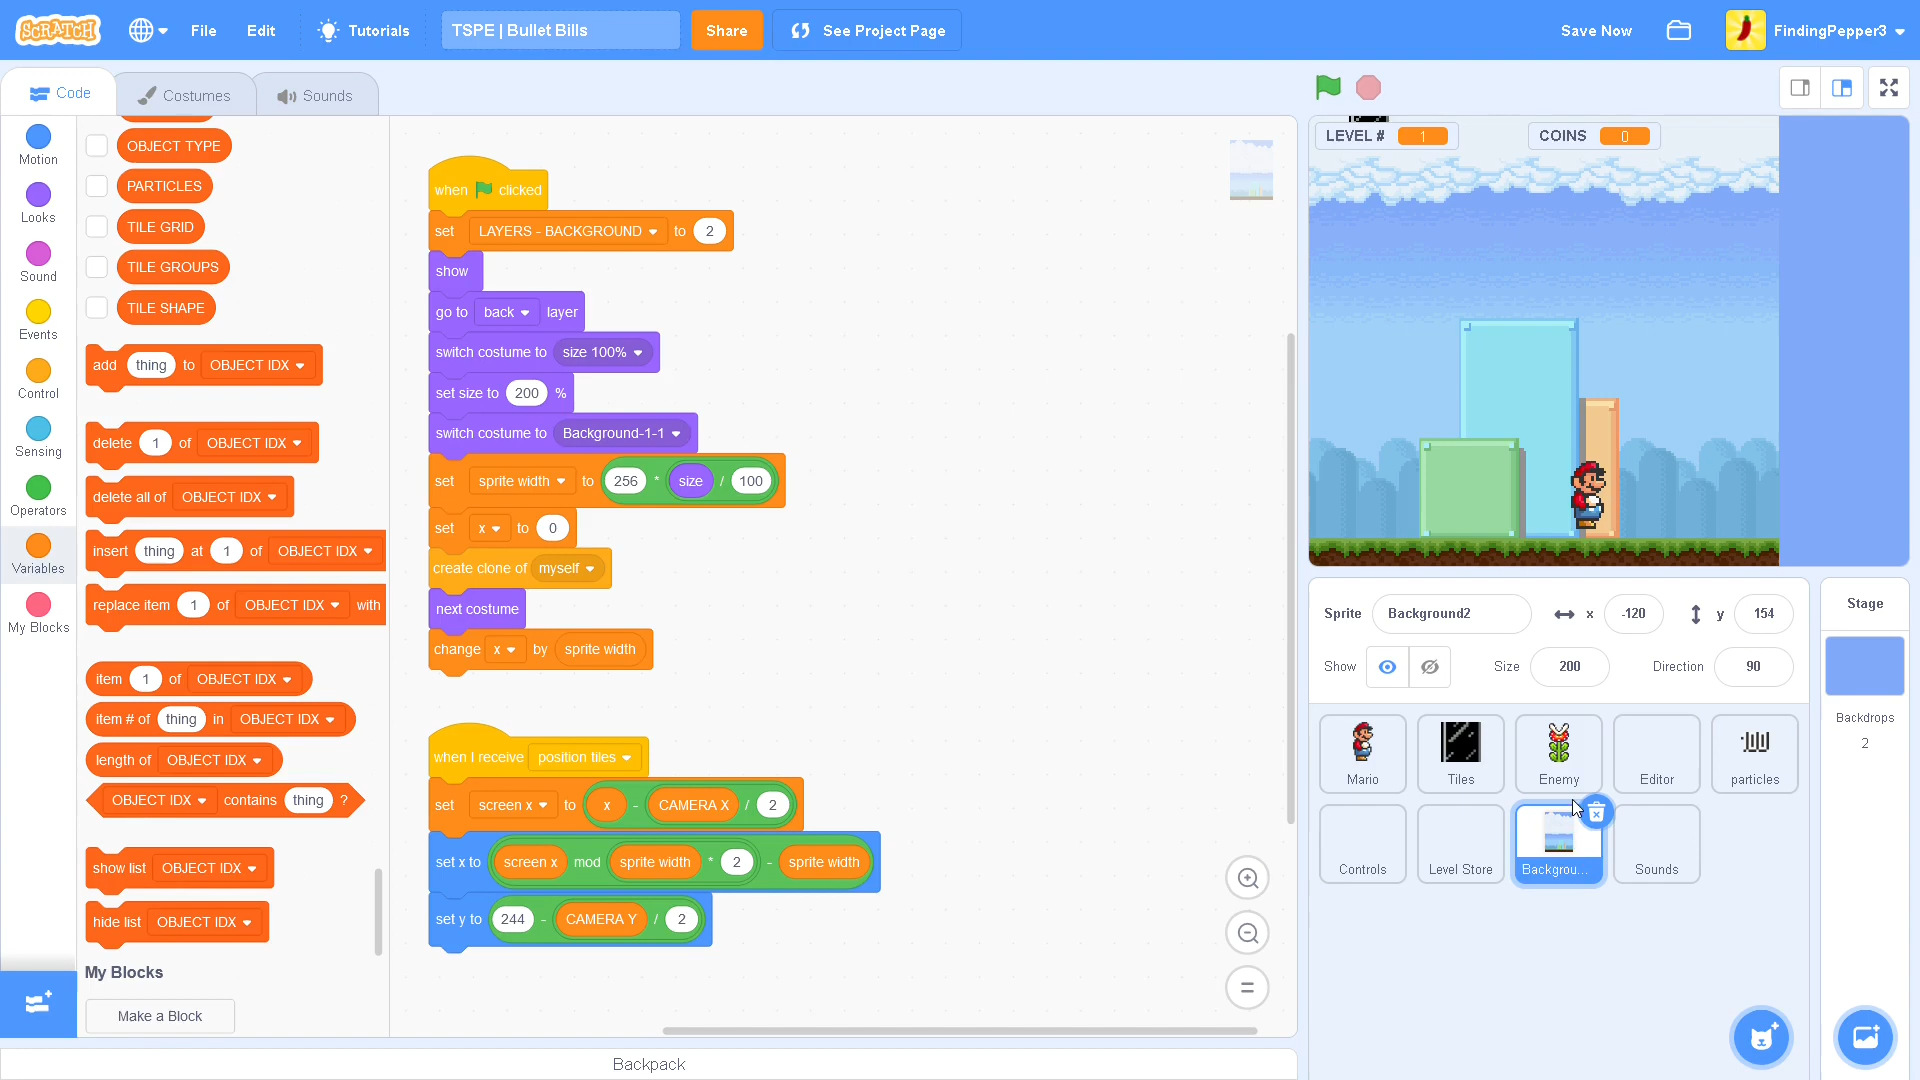 SCRATCH
File
Edit
Tutorials
TSPE | Bullet Bills
Share
See Project Page
Save Now
FindingPepper3
Code
Costumes
Sounds
Motion
Looks
Sound
Events
Control
Sensing
Operators
Variables
My Blocks
OBJECT TYPE
PARTICLES
TILE GRID
TILE GROUPS
TILE SHAPE
add thing to OBJECT IDX
delete 1 of OBJECT IDX
delete all of OBJECT IDX
insert thing at 1 of OBJECT IDX
replace item 1 of OBJECT IDX with
item 1 of OBJECT IDX
item # of thing in OBJECT IDX
length of OBJECT IDX
OBJECT IDX contains thing ?
show list OBJECT IDX
hide list OBJECT IDX
My Blocks
Make a Block
when clicked
set LAYERS - BACKGROUND to 2
show
go to back layer
switch costume to size 100%
set size to 200 %
switch costume to Background-1-1
set sprite width to 256 * size / 100
set x to 0
create clone of myself
next costume
change x by sprite width
when I receive position tiles
set screen x to x - CAMERA X / 2
set x to screen x mod sprite width * 2 - sprite width
set y to 244 - CAMERA Y / 2
Backpack
LEVEL # 1
COINS 0
Sprite Background2 x -120 y 154
Show Size 200 Direction 90
Mario
Tiles
Enemy
Editor
particles
Controls
Level Store
Backgrou...
Sounds
Stage
Backdrops
2